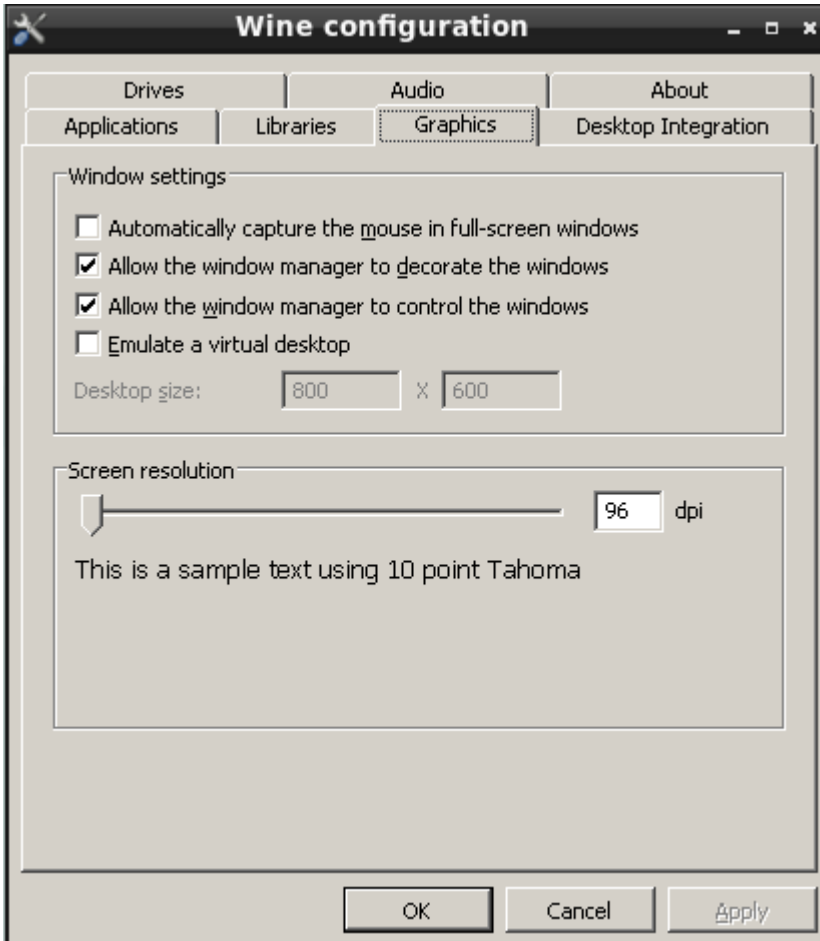 Wine configuration
Drives Audio About
Applications Libraries Graphics Desktop Integration
Window settings
Automatically capture the mouse in full-screen windows
Allow the window manager to decorate the windows
Allow the window manager to control the windows
Emulate a virtual desktop
Desktop size: 800 X 600
Screen resolution
96 dpi
This is a sample text using 10 point Tahoma
OK Cancel Apply